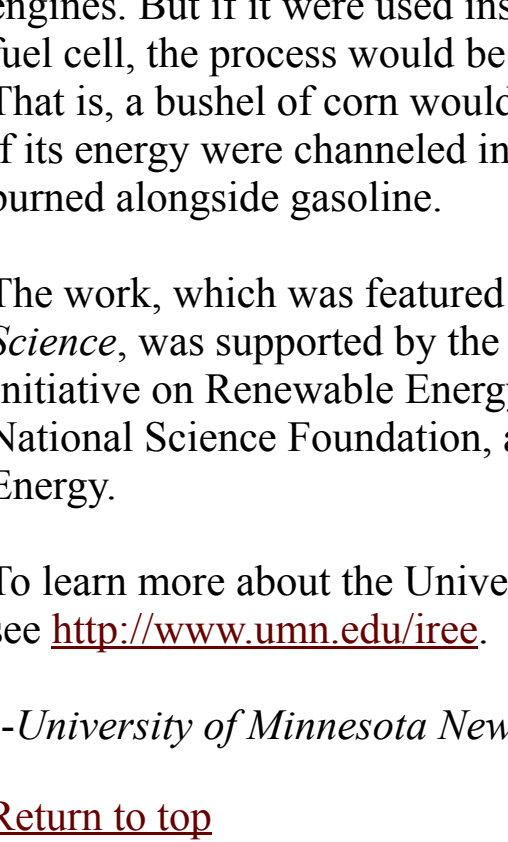 engines. But if it were used ins
fuel cell, the process would be
That is, a bushel of corn would
if its energy were channeled in
burned alongside gasoline.
The work, which was featured
Science, was supported by the
Initiative on Renewable Energy
National Science Foundation, a
Energy.
To learn more about the Unive
see http://www.umn.edu/iree.
-University of Minnesota New
Return to top